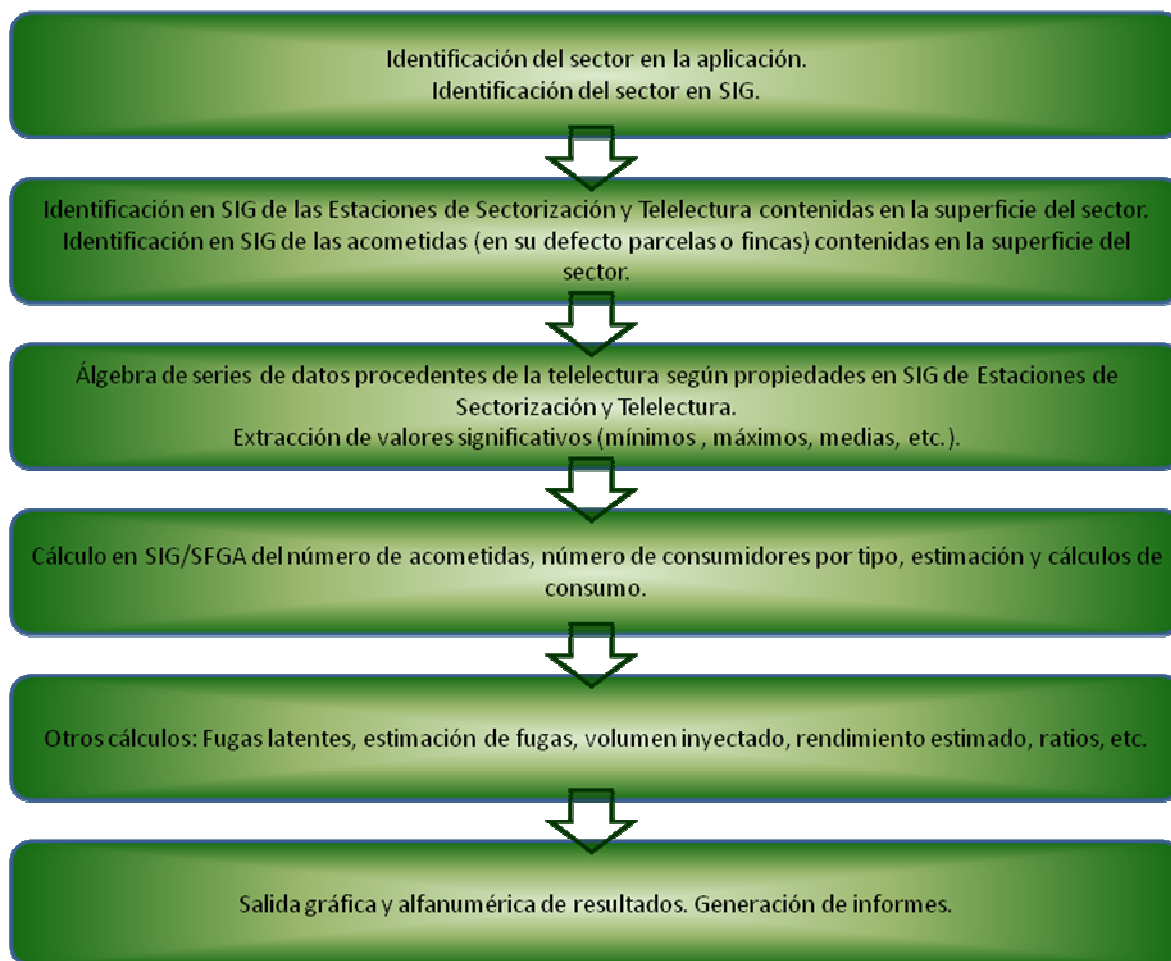 Identificación del sector en la aplicación.
Identificación del sector en SIG.
Identificación en SIG de las Estaciones de Sectorización y Telelectura contenidas en la superficie del sector.
Identificación en SIG de las acometidas (en su defecto parcelas o fincas) contenidas en la superficie del
sector.
Álgebra de series de datos procedentes de la telelectura según propiedades en SIG de Estaciones de
Sectorización y Telelectura.
Extracción de valores significativos (mínimos , máximos, medias, etc.).
Cálculo en SIG/SFGA del número de acometidas, número de consumidores por tipo, estimación y cálculos de
consumo.
Otros cálculos: Fugas latentes, estimación de fugas, volumen inyectado, rendimiento estimado, ratios, etc.
Salida gráfica y alfanumérica de resultados. Generación de informes.